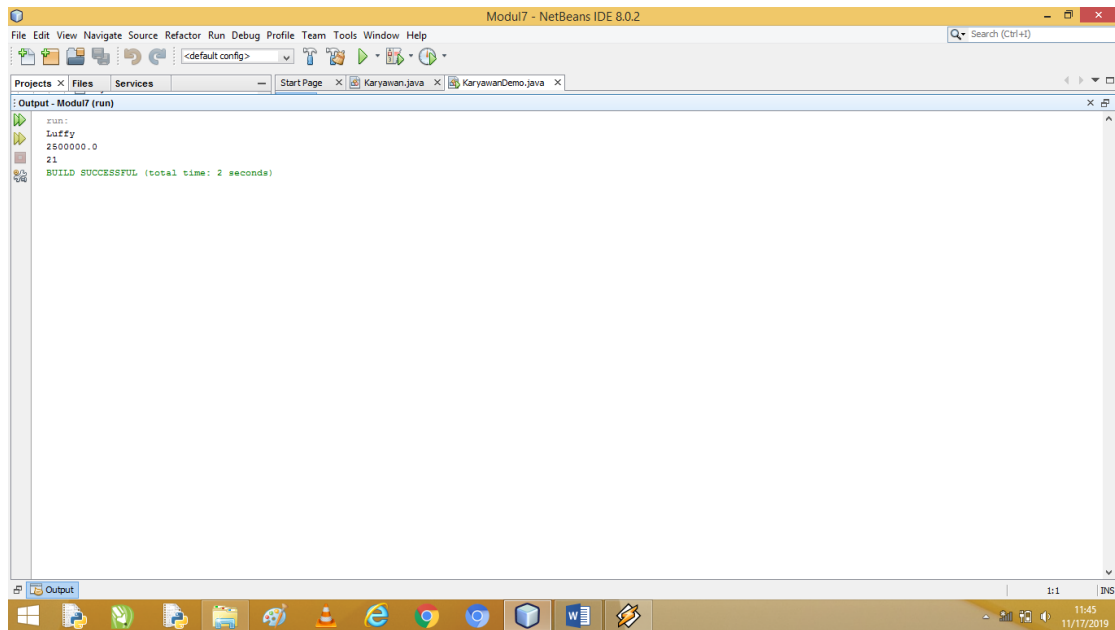 Modul7 - NetBeans IDE 8.0.2
File Edit View Navigate Source Refactor Run Debug Profile Team Tools Window Help
Search (Ctrl+I)
<default config>
Projects Files Services
Start Page Karyawan.java KaryawanDemo.java
Output - Modul7 (run)
run:
Luffy
2500000.0
21
BUILD SUCCESSFUL (total time: 2 seconds)
Output
1:1 INS
11:45
11/17/2019